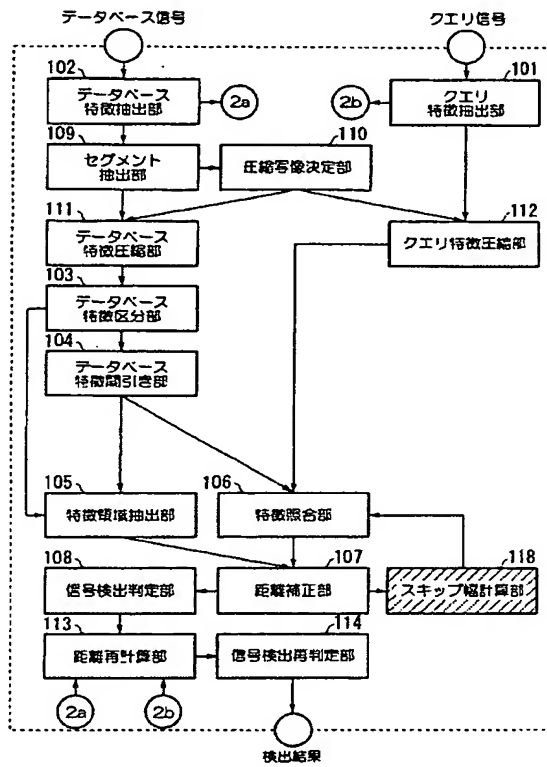 データベース信号
クエリ信号
102
データベース
特徴抽出部
2a
2b
101
クエリ
特徴抽出部
109
セグメント
抽出部
110
圧縮写像決定部
111
データベース
特徴圧縮部
112
クエリ特徴圧縮部
103
データベース
特徴区分部
104
データベース
特徴間引き部
105
特徴領域抽出部
106
特徴照合部
108
信号検出判定部
107
距離補正部
118
スキップ幅計算部
113
距離再計算部
114
信号検出再判定部
2a
2b
検出結果